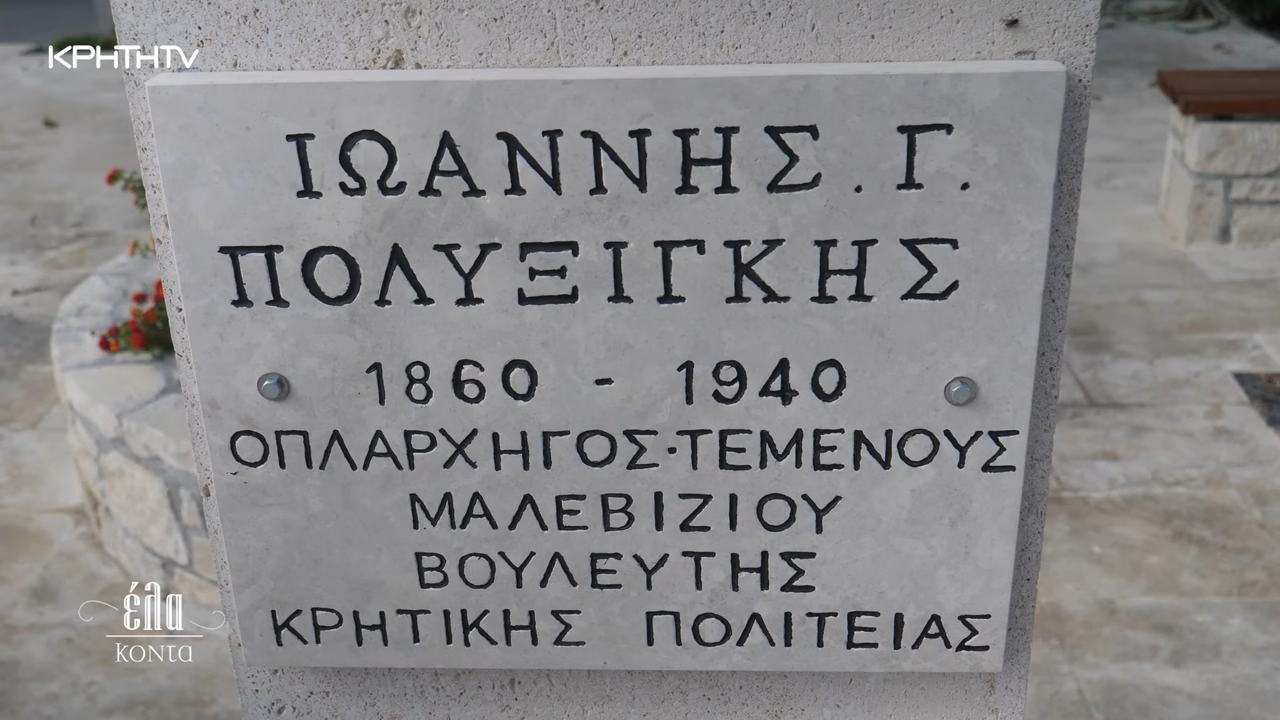 ΚΡΗΤΗTV
ΙΩΑΝΝΗΣ . Γ.
ΠΟΛΥΞΙΓΚΗΣ
1860 - 1940
ΟΠΛΑΡΧΗΓΟΣ·ΤΕΜΕΝΟΥΣ
ΜΑΛΕΒΙΖΙΟΥ
ΒΟΥΛΕΥΤΗΣ
ΚΡΗΤΙΚΗΣ ΠΟΛΙΤΕΙΑΣ
έλα
κοντα